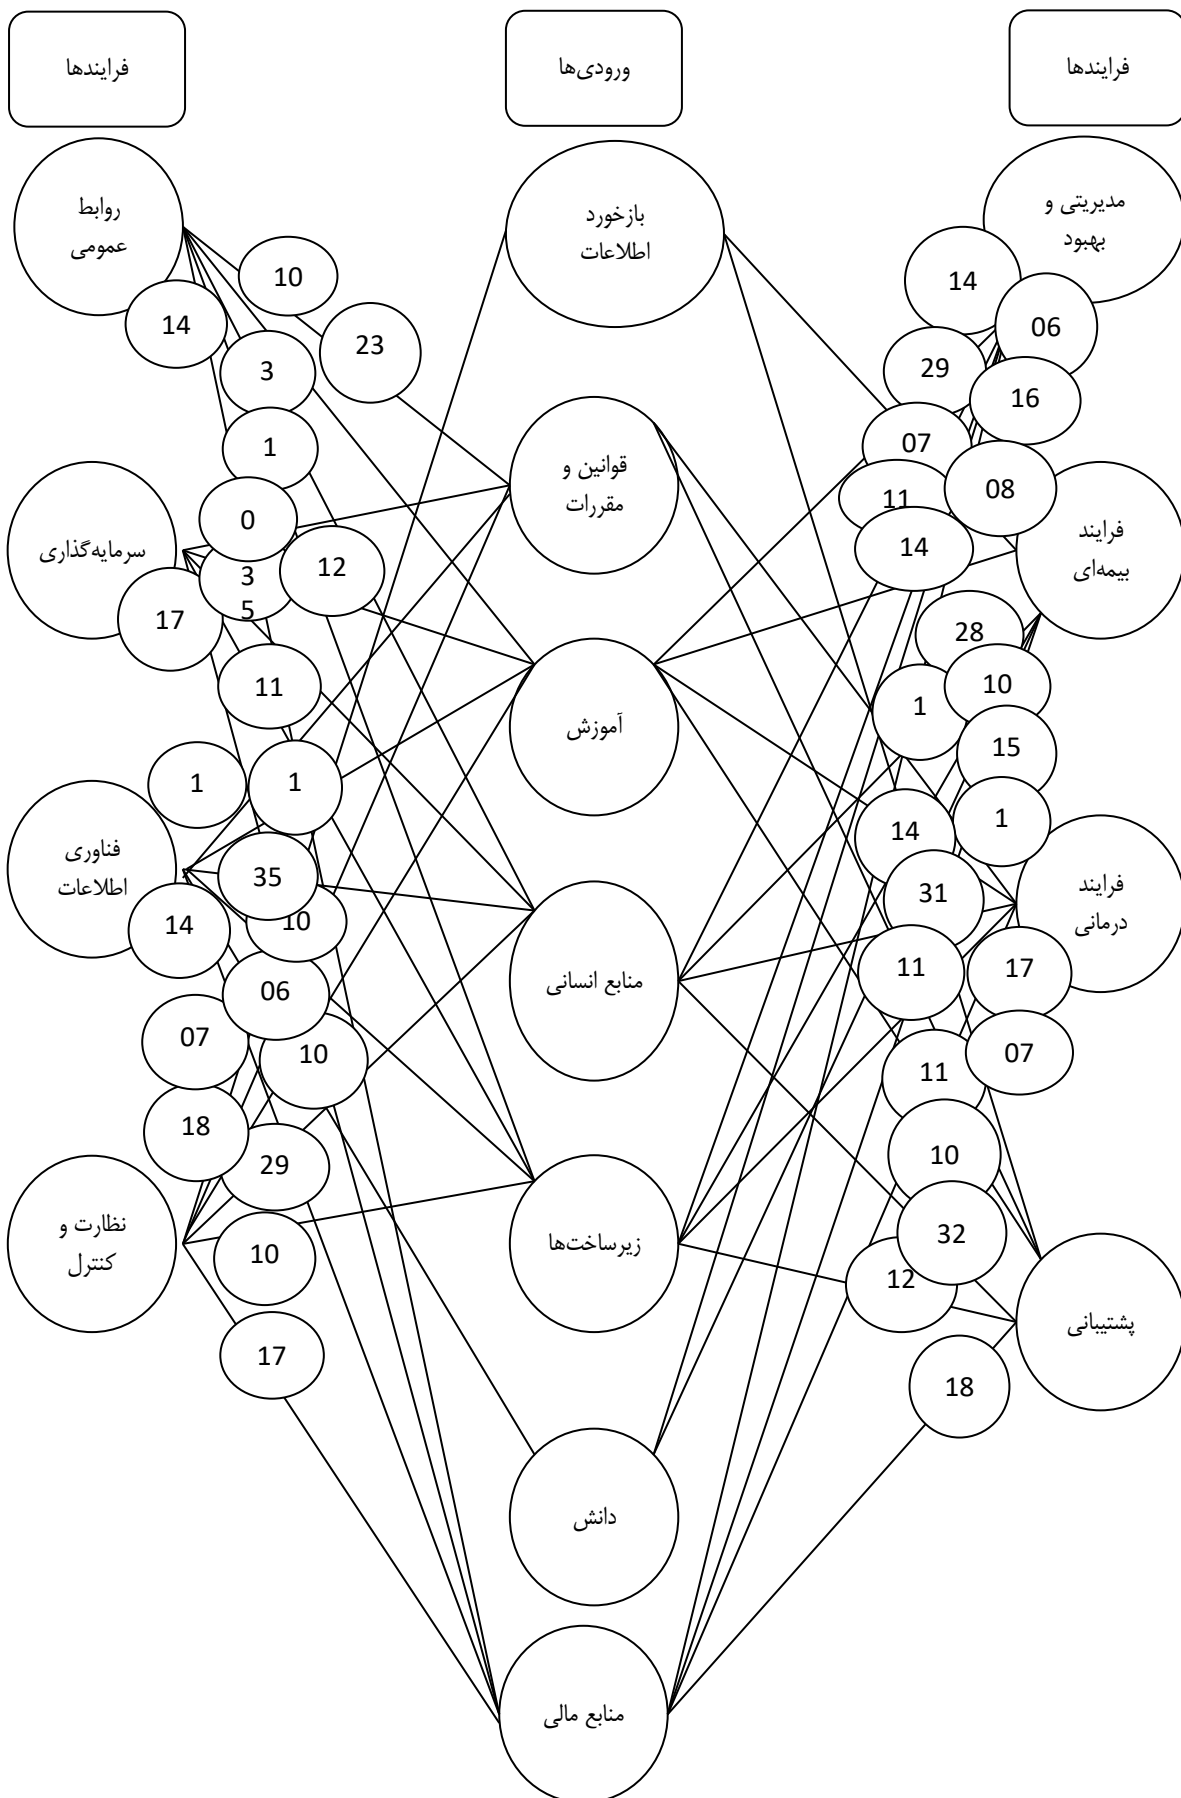 فرایندها
ورودی‌ها
فرایندها
مدیریتی و
بهبود
بازخورد
اطلاعات
روابط
عمومی
10
14
14
06
23
29
3
16
07
1
قوانین و
مقررات
08
11
فرایند
بیمه‌ای
0
14
سرمایه‌گذاری
3
5
12
17
28
11
10
1
آموزش
15
1
1
1
14
فناوری
اطلاعات
35
31
فرایند
درمانی
10
14
11
17
06
منابع انسانی
07
10
07
11
18
29
10
نظارت و
کنترل
10
32
12
زیرساخت‌ها
پشتیبانی
17
18
دانش
منابع مالی